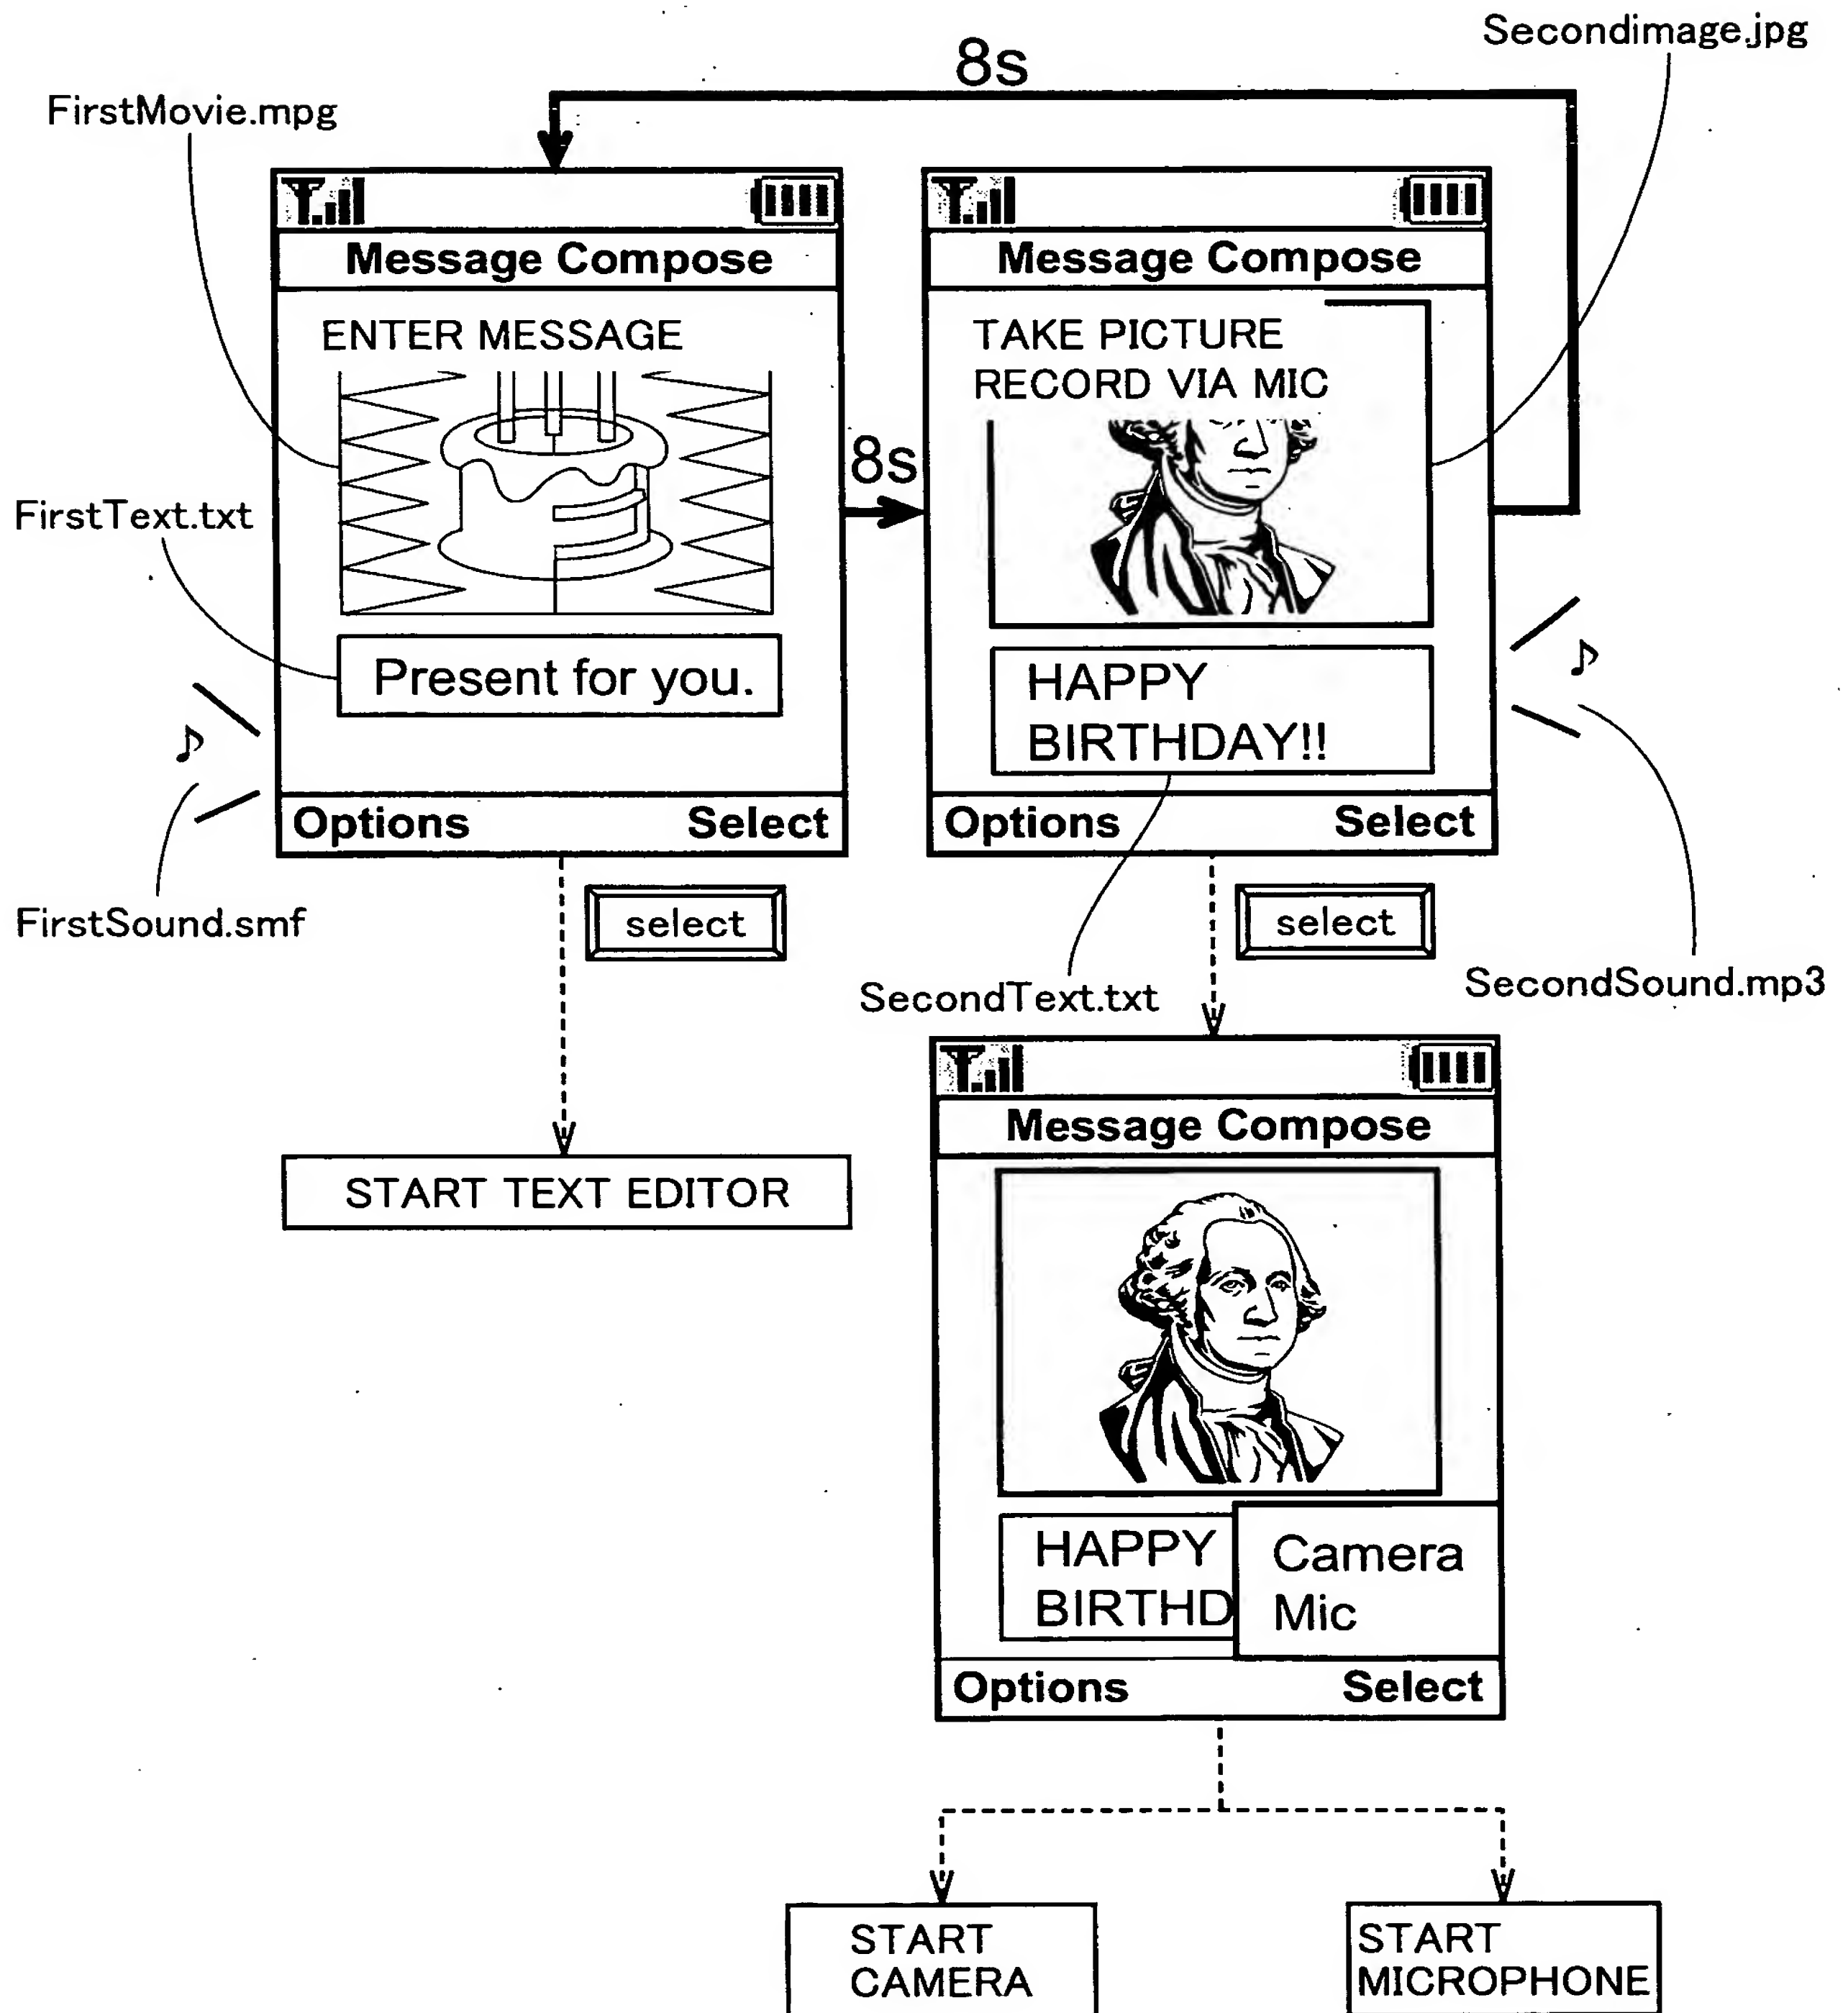 8s
Secondimage.jpg
FirstMovie.mpg
Message Compose
ENTER MESSAGE
FirstText.txt
Present for you.
Options
Select
FirstSound.smf
8s
Message Compose
TAKE PICTURE
RECORD VIA MIC
HAPPY
BIRTHDAY!!
Options
Select
select
select
SecondText.txt
SecondSound.mp3
START TEXT EDITOR
Message Compose
HAPPY
BIRTHD
Camera
Mic
Options
Select
START
CAMERA
START
MICROPHONE